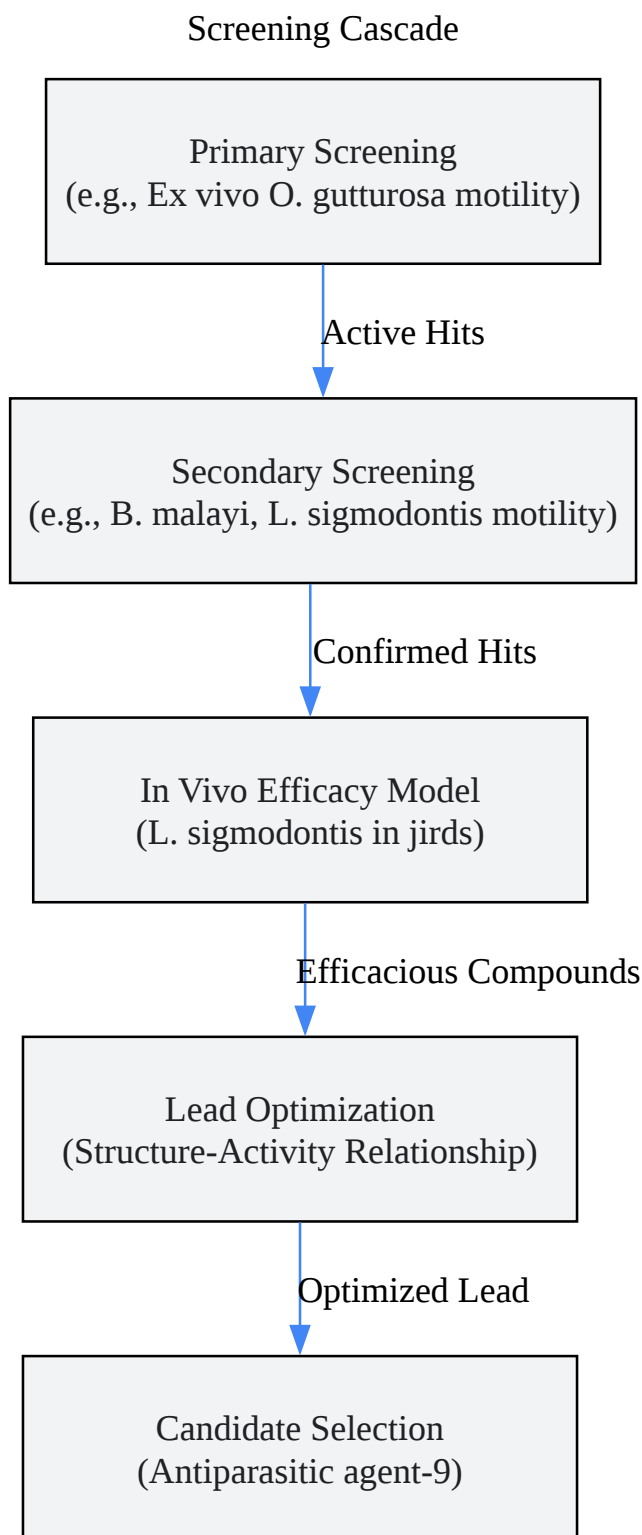 Screening Cascade
Primary Screening
(e.g., Ex vivo O. gutturosa motility)
Active Hits
Secondary Screening
(e.g., B. malayi, L. sigmodontis motility)
Confirmed Hits
In Vivo Efficacy Model
(L. sigmodontis in jirds)
Efficacious Compounds
Lead Optimization
(Structure-Activity Relationship)
Optimized Lead
Candidate Selection
(Antiparasitic agent-9)